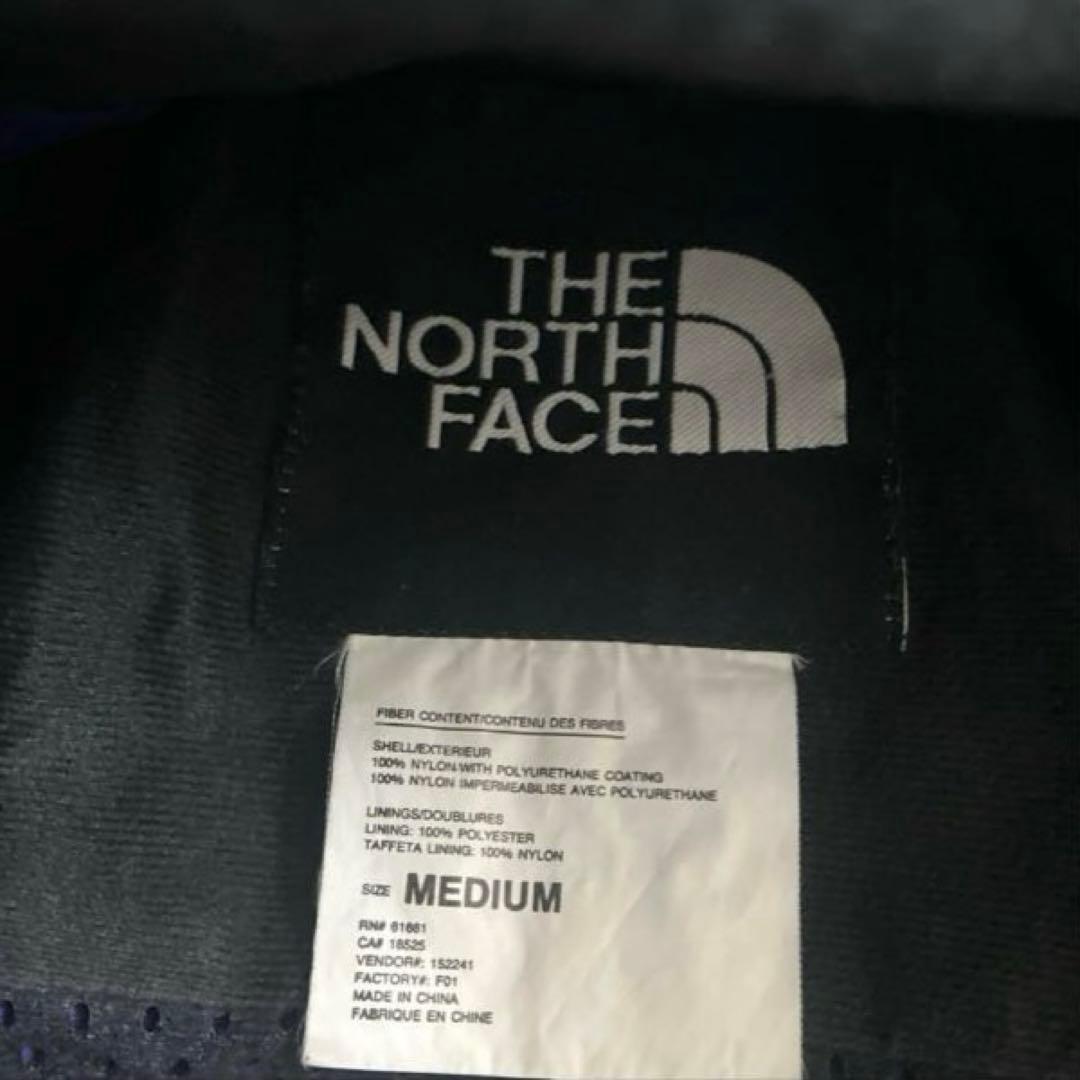 THE
NORTH
FACE
FIBER CONTENT/CONTENU DES FIBRES
SHELL/EXTERIEUR
100% NYLON WITH POLYURETHANE COATING
100% NYLON IMPERMEABILISE AVEC POLYURETHANE
LININGS/DOUBLURES
LINING: 100% POLYESTER
TAFFETA LINING: 100% NYLON
SIZE MEDIUM
RN# 61661
CA# 16525
VENDOR#: 152241
FACTORY#: F01
MADE IN CHINA
FABRIQUE EN CHINE